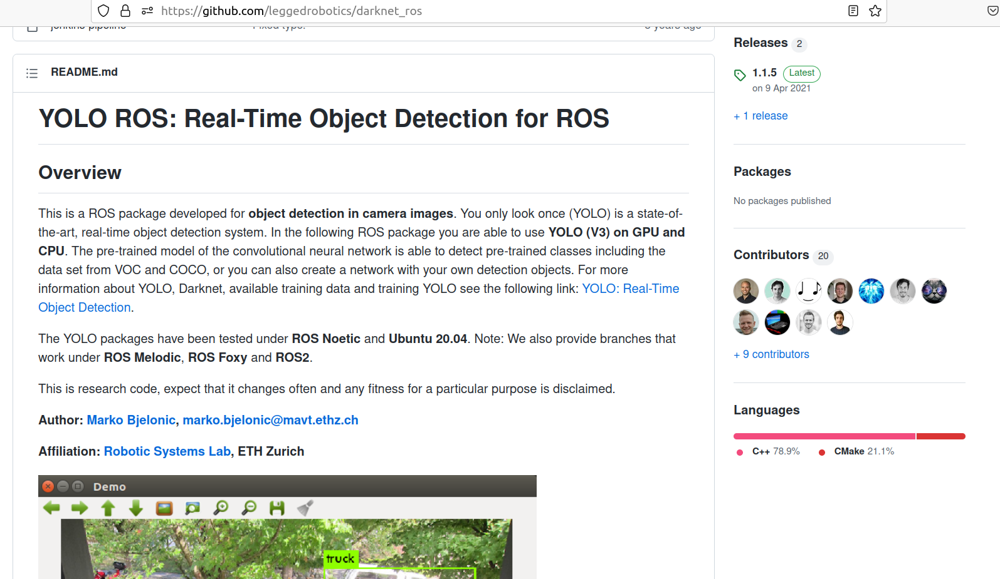 https://github.com/leggedrobotics/darknet_ros
jenkins-pipeline Fixed typo. 3 years ago
README.md
YOLO ROS: Real-Time Object Detection for ROS
Overview
This is a ROS package developed for object detection in camera images. You only look once (YOLO) is a state-of-
the-art, real-time object detection system. In the following ROS package you are able to use YOLO (V3) on GPU and
CPU. The pre-trained model of the convolutional neural network is able to detect pre-trained classes including the
data set from VOC and COCO, or you can also create a network with your own detection objects. For more
information about YOLO, Darknet, available training data and training YOLO see the following link: YOLO: Real-Time
Object Detection.
The YOLO packages have been tested under ROS Noetic and Ubuntu 20.04. Note: We also provide branches that
work under ROS Melodic, ROS Foxy and ROS2.
This is research code, expect that it changes often and any fitness for a particular purpose is disclaimed.
Author: Marko Bjelonic, marko.bjelonic@mavt.ethz.ch
Affiliation: Robotic Systems Lab, ETH Zurich
Demo
truck
Releases 2
1.1.5 Latest
on 9 Apr 2021
+ 1 release
Packages
No packages published
Contributors 20
+ 9 contributors
Languages
C++ 78.9% CMake 21.1%